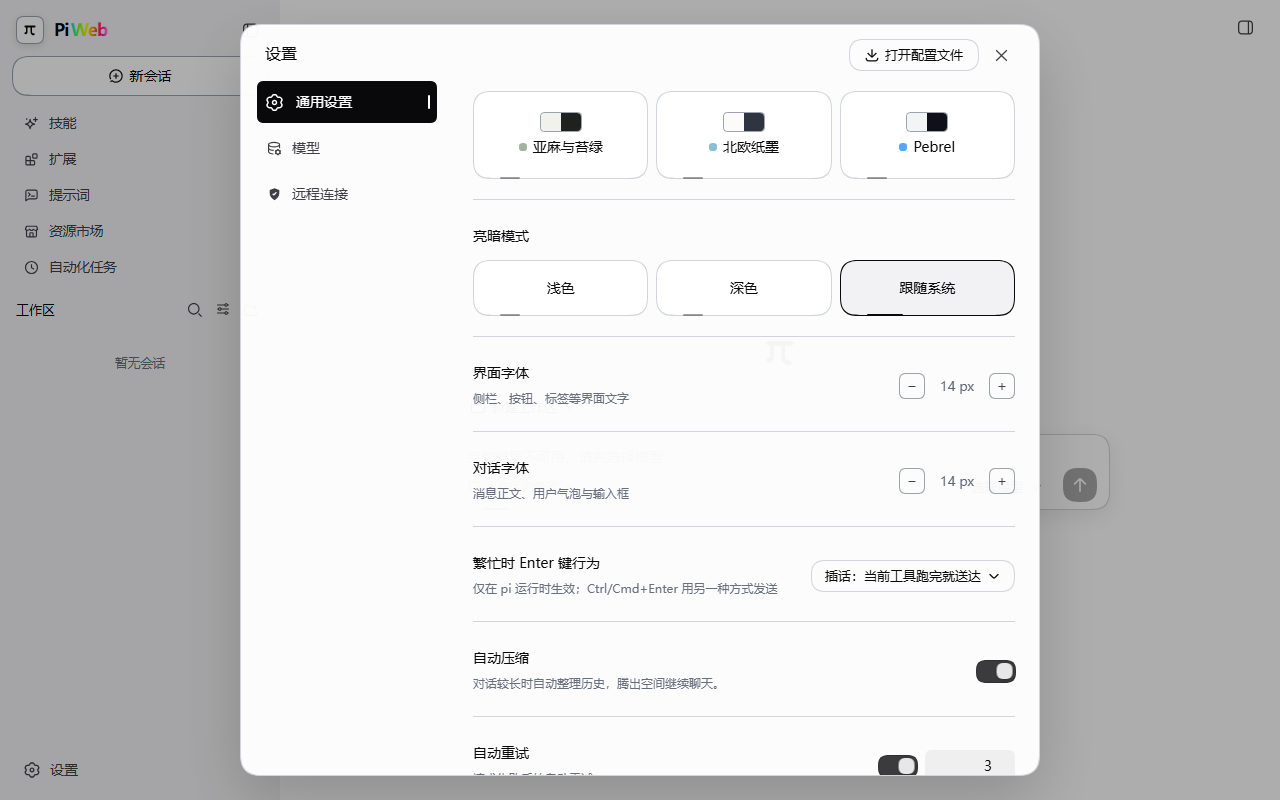 π PiWeb
新会话
技能
扩展
提示词
资源市场
自动化任务
工作区
暂无会话
设置
设置
打开配置文件
通用设置
模型
远程连接
亚麻与苔绿
北欧纸墨
Pebrel
亮暗模式
浅色
深色
跟随系统
界面字体
侧栏、按钮、标签等界面文字
14 px
对话字体
消息正文、用户气泡与输入框
14 px
繁忙时 Enter 键行为
仅在 pi 运行时生效；Ctrl/Cmd+Enter 用另一种方式发送
插话：当前工具跑完就送达
自动压缩
对话较长时自动整理历史，腾出空间继续聊天。
自动重试
3